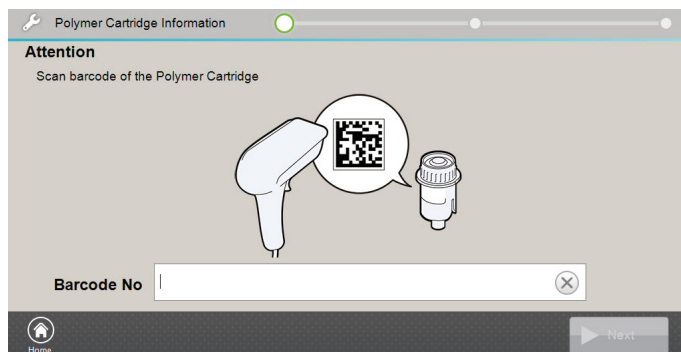 Polymer Cartridge Information
Attention
Scan barcode of the Polymer Cartridge
Barcode No
Home
Next